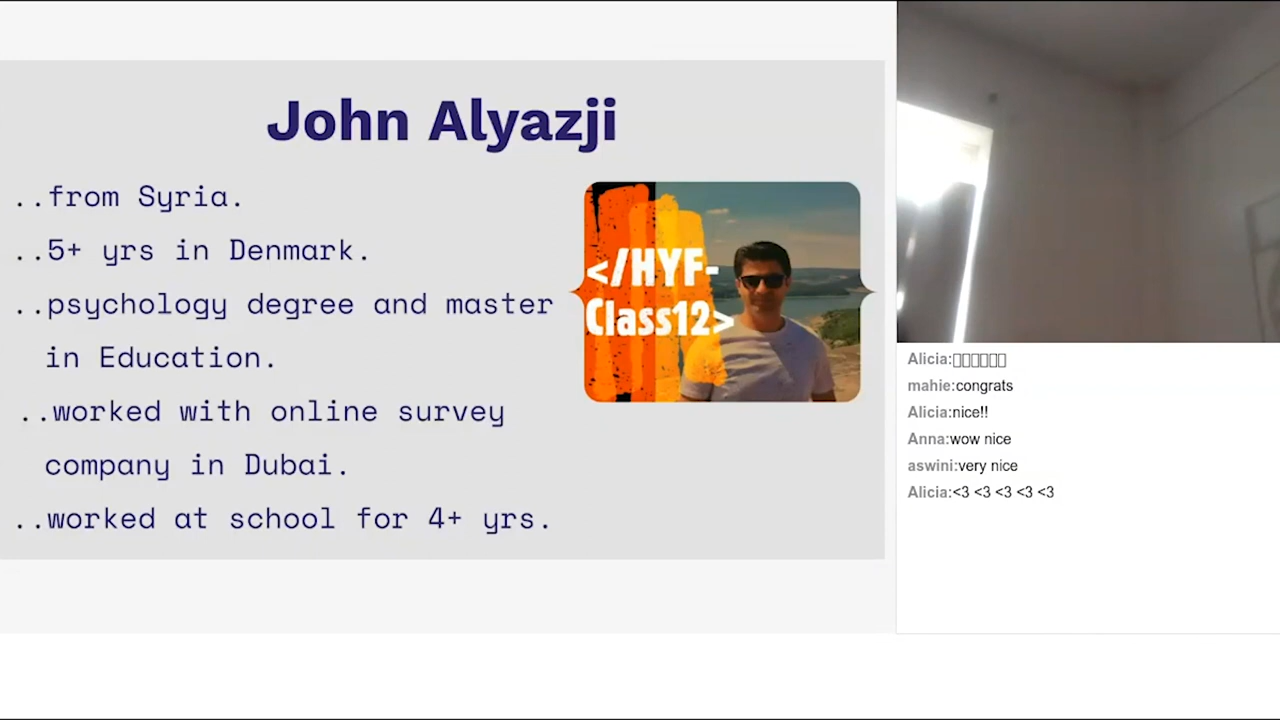 John Alyazji
..from Syria.
..5+ yrs in Denmark.
..psychology degree and master
in Education.
..worked with online survey
company in Dubai.
..worked at school for 4+ yrs.
</HYF-
Class12>
Alicia:
mahie:congrats
Alicia:nice!!
Anna:wow nice
aswini:very nice
Alicia:<3 <3 <3 <3 <3